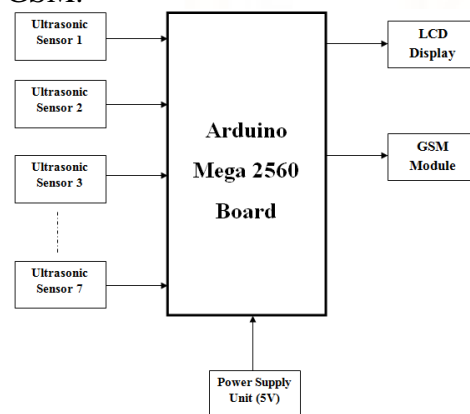 GSM.
Ultrasonic
Sensor 1
Ultrasonic
Sensor 2
Ultrasonic
Sensor 3
Ultrasonic
Sensor 7
Arduino
Mega 2560
Board
LCD
Display
GSM
Module
Power Supply
Unit (5V)